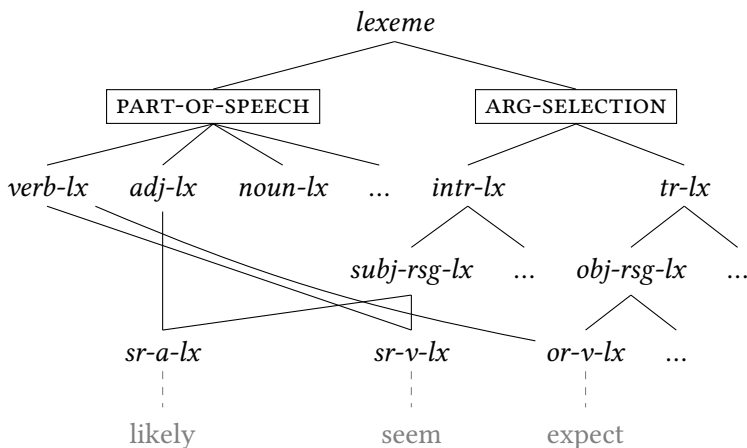 lexeme
PART-OF-SPEECH ARG-SELECTION
verb-lx adj-lx noun-lx ... intr-lx tr-lx
subj-rsg-lx ... obj-rsg-lx ...
sr-a-lx sr-v-lx or-v-lx ...
likely seem expect